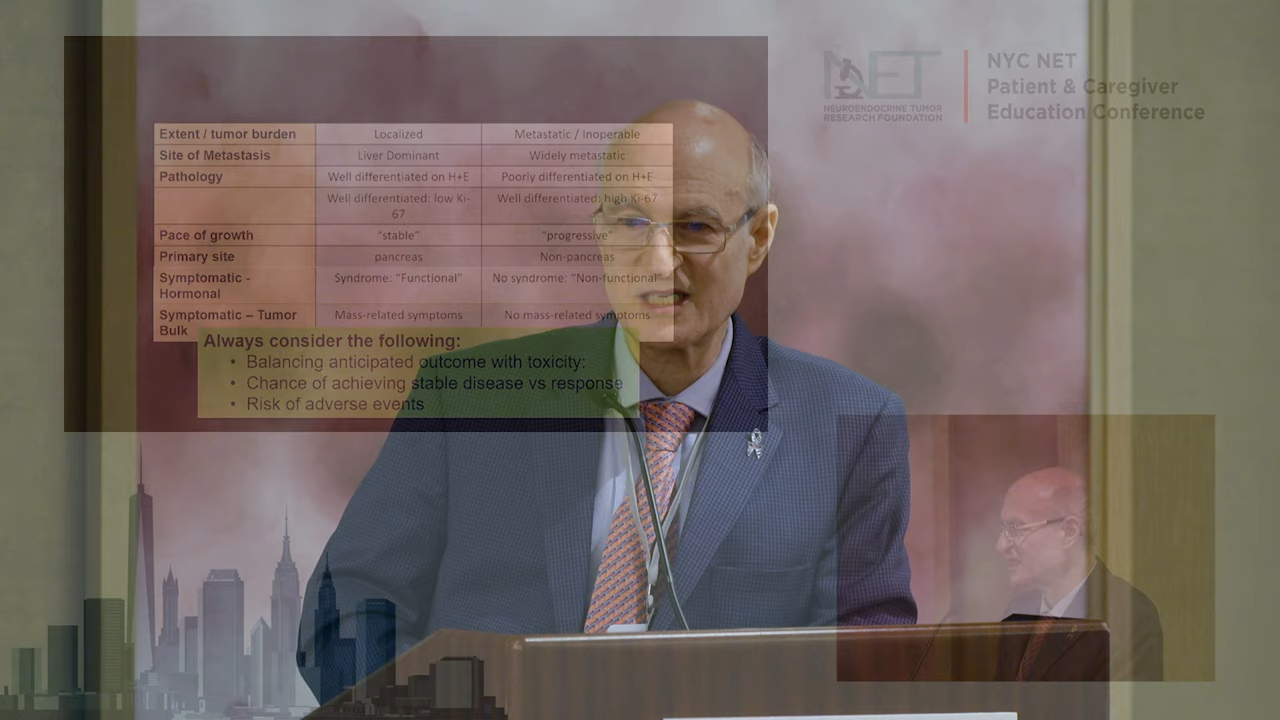 NET
NEUROENDOCRINE TUMOR
RESEARCH FOUNDATION
NYC NET
Patient & Caregiver
Education Conference
Extent / tumor burden Localized Metastatic / Inoperable
Site of Metastasis Liver Dominant Widely metastatic
Pathology Well differentiated on H+E Poorly differentiated on H+E
Well differentiated: low Ki-
67
Well differentiated: high Ki-67
Pace of growth "stable" "progressive"
Primary site pancreas Non-pancreas
Symptomatic -
Hormonal
Syndrome: "Functional" No syndrome: "Non-functional"
Symptomatic – Tumor
Bulk
Mass-related symptoms No mass-related symptoms
Always consider the following:
• Balancing anticipated outcome with toxicity:
• Chance of achieving stable disease vs response
• Risk of adverse events